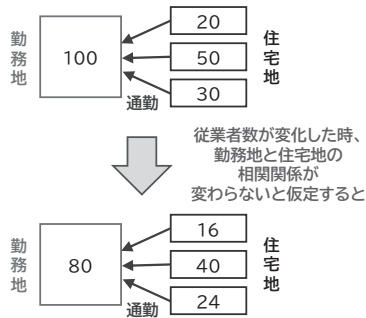 勤務地
100
20
50
30
住宅地
通勤
従業者数が変化した時、
勤務地と住宅地の
相関関係が
変わらないと仮定すると
勤務地
80
16
40
24
住宅地
通勤